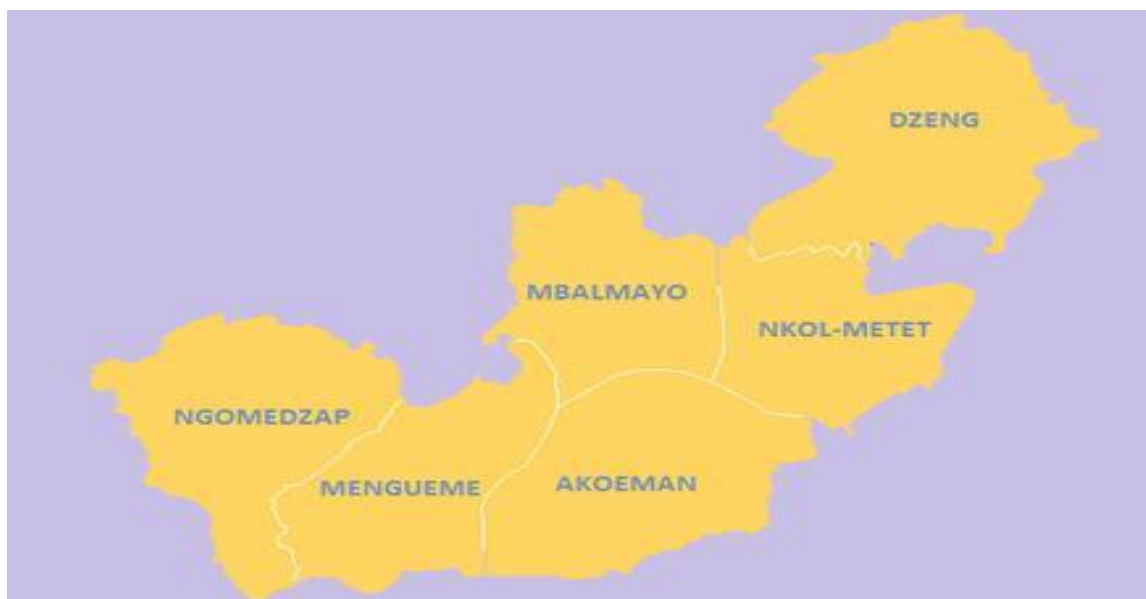 DZENG
MBALMAYO
NKOL-METET
NGOMEDZAP
MENGUEME
AKOEMAN